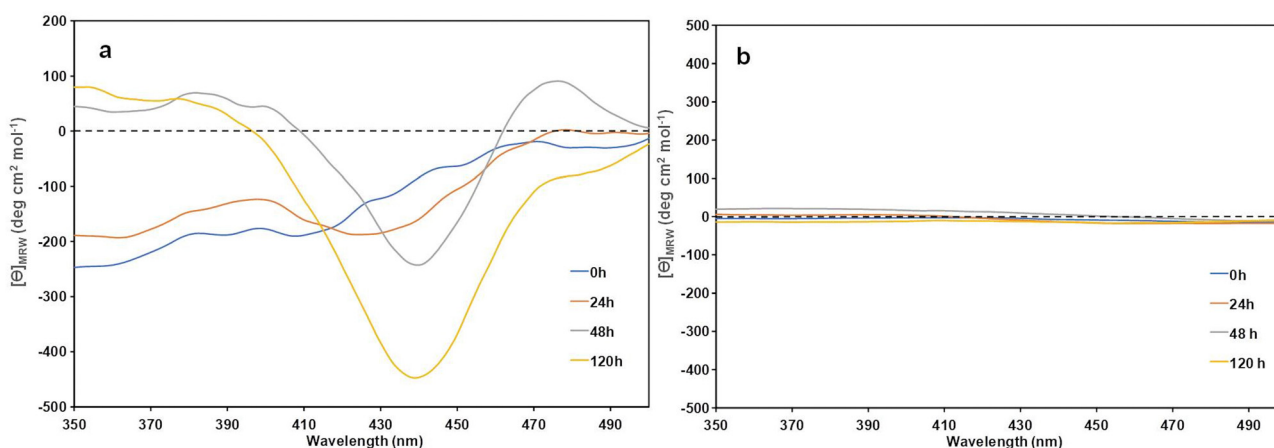 a
200
100
0
-100
-200
-300
-400
-500
[Θ]MRW (deg cm² mol⁻¹)
0h
24h
48h
120h
350 370 390 410 430 450 470 490
Wavelength (nm)
b
500
400
300
200
100
0
-100
-200
-300
-400
-500
[Θ]MRW (deg cm² mol⁻¹)
0h
24h
48 h
120 h
350 370 390 410 430 450 470 490
Wavelength (nm)